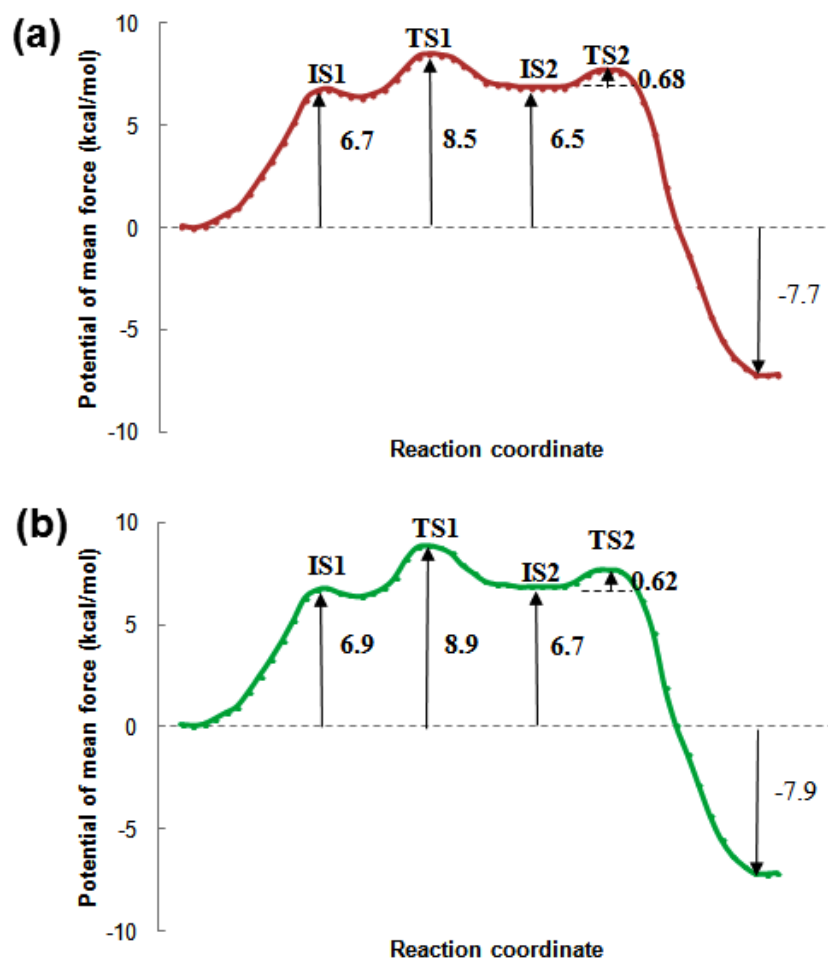 (a)
Potential of mean force (kcal/mol)
10
5
0
-5
-10
IS1
TS1
IS2
TS2
0.68
6.7
8.5
6.5
-7.7
Reaction coordinate
(b)
Potential of mean force (kcal/mol)
10
5
0
-5
-10
IS1
TS1
IS2
TS2
0.62
6.9
8.9
6.7
-7.9
Reaction coordinate